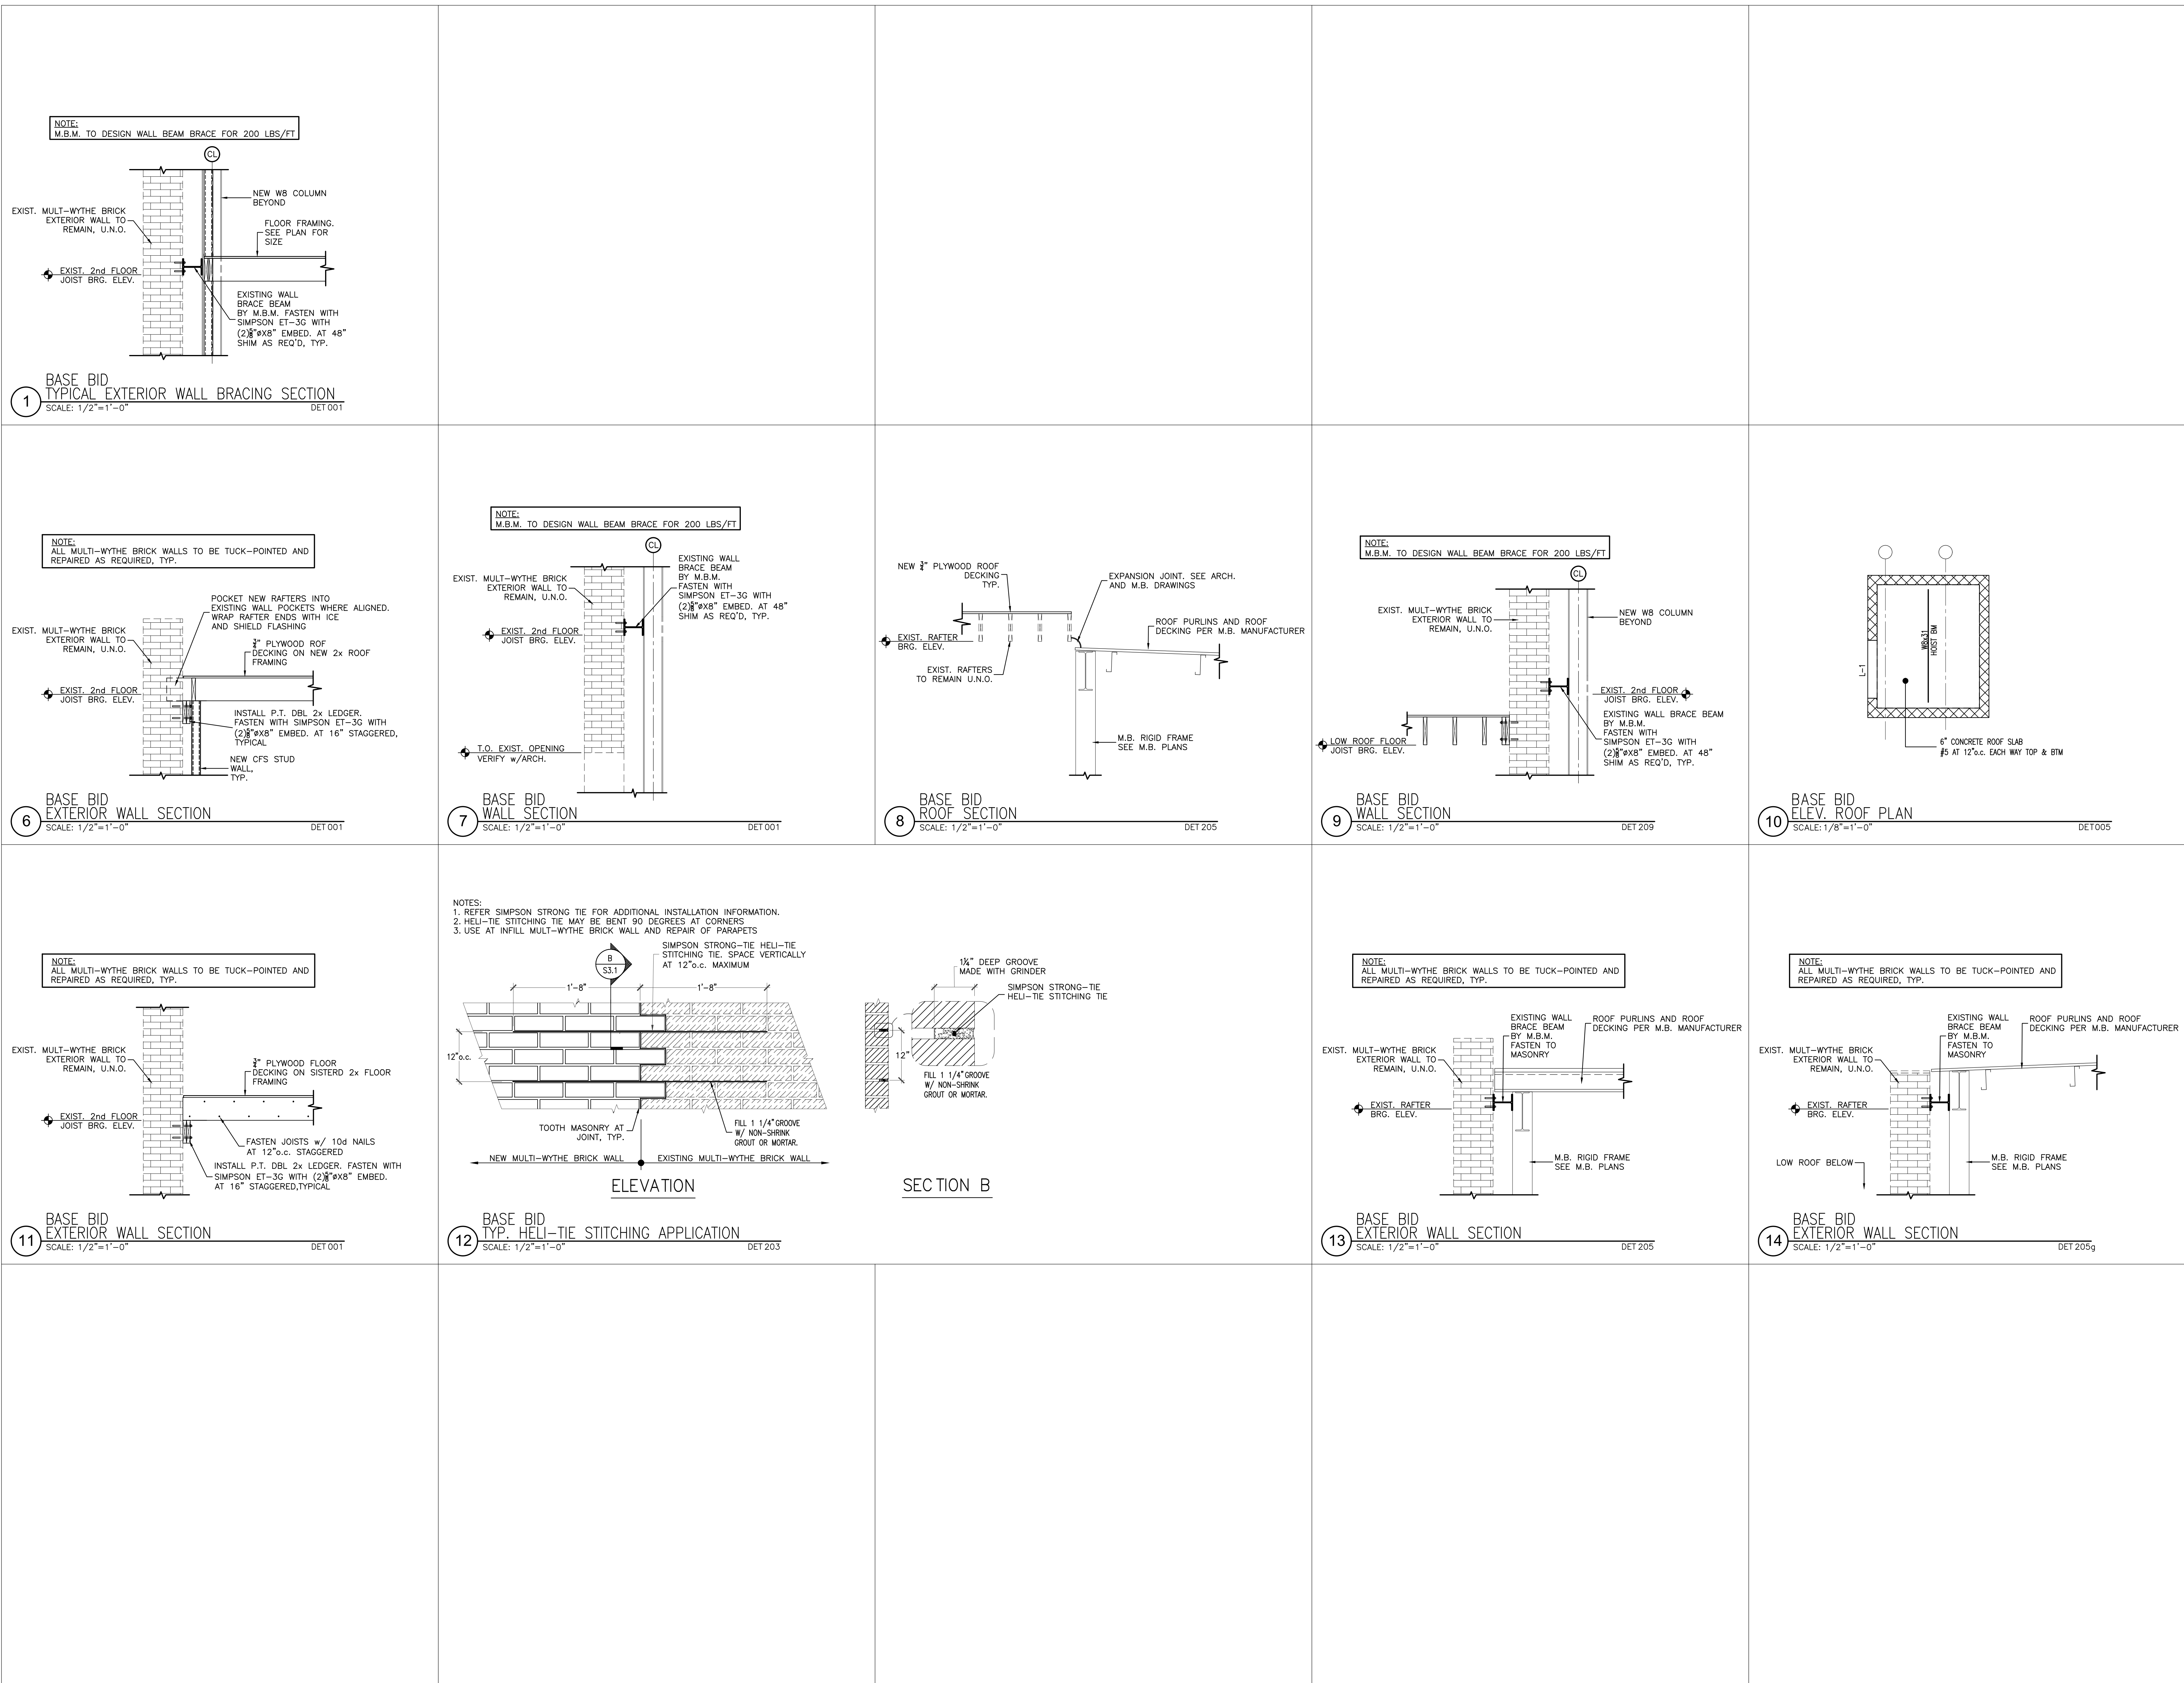 NOTE:
M.B.M. TO DESIGN WALL BEAM BRACE FOR 200 LBS/FT
CL
NEW W8 COLUMN
BEYOND
EXIST. MULT-WYTHE BRICK
EXTERIOR WALL TO
REMAIN, U.N.O.
FLOOR FRAMING.
SEE PLAN FOR
SIZE
EXIST. 2nd FLOOR
JOIST BRG. ELEV.
EXISTING WALL
BRACE BEAM
BY M.B.M. FASTEN WITH
SIMPSON ET-3G WITH
(2)⅝"øX8" EMBED. AT 48"
SHIM AS REQ'D, TYP.
1
BASE BID
TYPICAL EXTERIOR WALL BRACING SECTION
SCALE: 1/2"=1'-0"
DET 001
NOTE:
ALL MULTI-WYTHE BRICK WALLS TO BE TUCK-POINTED AND
REPAIRED AS REQUIRED, TYP.
POCKET NEW RAFTERS INTO
EXISTING WALL POCKETS WHERE ALIGNED.
WRAP RAFTER ENDS WITH ICE
AND SHIELD FLASHING
EXIST. MULT-WYTHE BRICK
EXTERIOR WALL TO
REMAIN, U.N.O.
¾" PLYWOOD ROF
DECKING ON NEW 2x ROOF
FRAMING
EXIST. 2nd FLOOR
JOIST BRG. ELEV.
INSTALL P.T. DBL 2x LEDGER.
FASTEN WITH SIMPSON ET-3G WITH
(2)⅝"øX8" EMBED. AT 16" STAGGERED,
TYPICAL
NEW CFS STUD
WALL,
TYP.
6
BASE BID
EXTERIOR WALL SECTION
SCALE: 1/2"=1'-0"
DET 001
NOTE:
M.B.M. TO DESIGN WALL BEAM BRACE FOR 200 LBS/FT
CL
EXIST. MULT-WYTHE BRICK
EXTERIOR WALL TO
REMAIN, U.N.O.
EXISTING WALL
BRACE BEAM
BY M.B.M.
FASTEN WITH
SIMPSON ET-3G WITH
(2)⅝"øX8" EMBED. AT 48"
SHIM AS REQ'D, TYP.
EXIST. 2nd FLOOR
JOIST BRG. ELEV.
T.O. EXIST. OPENING
VERIFY w/ARCH.
7
BASE BID
WALL SECTION
SCALE: 1/2"=1'-0"
DET 001
NEW ¾" PLYWOOD ROOF
DECKING
TYP.
EXPANSION JOINT. SEE ARCH.
AND M.B. DRAWINGS
ROOF PURLINS AND ROOF
DECKING PER M.B. MANUFACTURER
EXIST. RAFTER
BRG. ELEV.
EXIST. RAFTERS
TO REMAIN U.N.O.
M.B. RIGID FRAME
SEE M.B. PLANS
8
BASE BID
ROOF SECTION
SCALE: 1/2"=1'-0"
DET 205
NOTE:
M.B.M. TO DESIGN WALL BEAM BRACE FOR 200 LBS/FT
CL
EXIST. MULT-WYTHE BRICK
EXTERIOR WALL TO
REMAIN, U.N.O.
NEW W8 COLUMN
BEYOND
EXIST. 2nd FLOOR
JOIST BRG. ELEV.
EXISTING WALL BRACE BEAM
BY M.B.M.
FASTEN WITH
SIMPSON ET-3G WITH
(2)⅝"øX8" EMBED. AT 48"
SHIM AS REQ'D, TYP.
LOW ROOF FLOOR
JOIST BRG. ELEV.
9
BASE BID
WALL SECTION
SCALE: 1/2"=1'-0"
DET 209
L-1
W8x31
HOIST BM
6" CONCRETE ROOF SLAB
#5 AT 12"o.c. EACH WAY TOP & BTM
10
BASE BID
ELEV. ROOF PLAN
SCALE: 1/8"=1'-0"
DET005
NOTE:
ALL MULTI-WYTHE BRICK WALLS TO BE TUCK-POINTED AND
REPAIRED AS REQUIRED, TYP.
EXIST. MULT-WYTHE BRICK
EXTERIOR WALL TO
REMAIN, U.N.O.
¾" PLYWOOD FLOOR
DECKING ON SISTERD 2x FLOOR
FRAMING
EXIST. 2nd FLOOR
JOIST BRG. ELEV.
FASTEN JOISTS w/ 10d NAILS
AT 12"o.c. STAGGERED
INSTALL P.T. DBL 2x LEDGER. FASTEN WITH
SIMPSON ET-3G WITH (2)⅝"øX8" EMBED.
AT 16" STAGGERED,TYPICAL
11
BASE BID
EXTERIOR WALL SECTION
SCALE: 1/2"=1'-0"
DET 001
NOTES:
1. REFER SIMPSON STRONG TIE FOR ADDITIONAL INSTALLATION INFORMATION.
2. HELI-TIE STITCHING TIE MAY BE BENT 90 DEGREES AT CORNERS
3. USE AT INFILL MULT-WYTHE BRICK WALL AND REPAIR OF PARAPETS
B
S3.1
SIMPSON STRONG-TIE HELI-TIE
STITCHING TIE. SPACE VERTICALLY
AT 12"o.c. MAXIMUM
1'-8"
1'-8"
12"o.c.
TOOTH MASONRY AT
JOINT, TYP.
FILL 1 1/4"GROOVE
W/ NON-SHRINK
GROUT OR MORTAR.
NEW MULTI-WYTHE BRICK WALL
EXISTING MULTI-WYTHE BRICK WALL
ELEVATION
1¼" DEEP GROOVE
MADE WITH GRINDER
SIMPSON STRONG-TIE
HELI-TIE STITCHING TIE
12"
FILL 1 1/4"GROOVE
W/ NON-SHRINK
GROUT OR MORTAR.
SECTION B
12
BASE BID
TYP. HELI-TIE STITCHING APPLICATION
SCALE: 1/2"=1'-0"
DET 203
NOTE:
ALL MULTI-WYTHE BRICK WALLS TO BE TUCK-POINTED AND
REPAIRED AS REQUIRED, TYP.
EXISTING WALL
BRACE BEAM
BY M.B.M.
FASTEN TO
MASONRY
ROOF PURLINS AND ROOF
DECKING PER M.B. MANUFACTURER
EXIST. MULT-WYTHE BRICK
EXTERIOR WALL TO
REMAIN, U.N.O.
EXIST. RAFTER
BRG. ELEV.
M.B. RIGID FRAME
SEE M.B. PLANS
13
BASE BID
EXTERIOR WALL SECTION
SCALE: 1/2"=1'-0"
DET 205
NOTE:
ALL MULTI-WYTHE BRICK WALLS TO BE TUCK-POINTED AND
REPAIRED AS REQUIRED, TYP.
EXISTING WALL
BRACE BEAM
BY M.B.M.
FASTEN TO
MASONRY
ROOF PURLINS AND ROOF
DECKING PER M.B. MANUFACTURER
EXIST. MULT-WYTHE BRICK
EXTERIOR WALL TO
REMAIN, U.N.O.
EXIST. RAFTER
BRG. ELEV.
LOW ROOF BELOW
M.B. RIGID FRAME
SEE M.B. PLANS
14
BASE BID
EXTERIOR WALL SECTION
SCALE: 1/2"=1'-0"
DET 205g